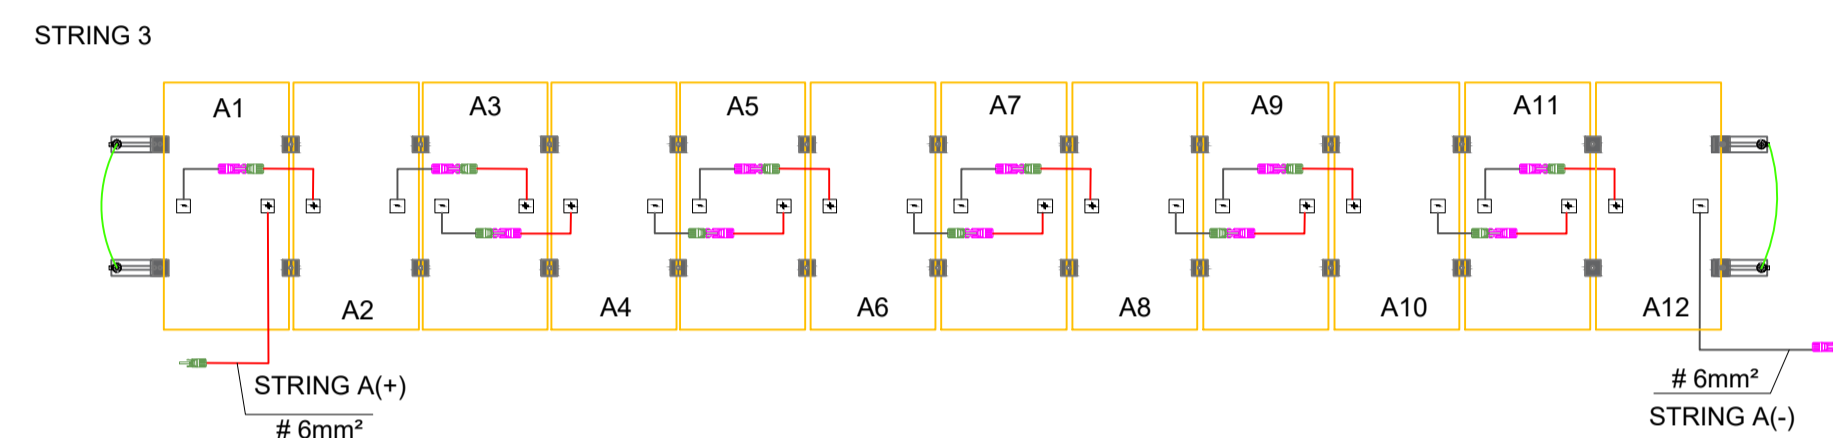 STRING 3
A1
A3
A5
A7
A9
A11
- + + - - + + - - + + - - + + - - + + - - + + -
A2
A4
A6
A8
A10
A12
STRING A(+)
# 6mm²
# 6mm²
STRING A(-)